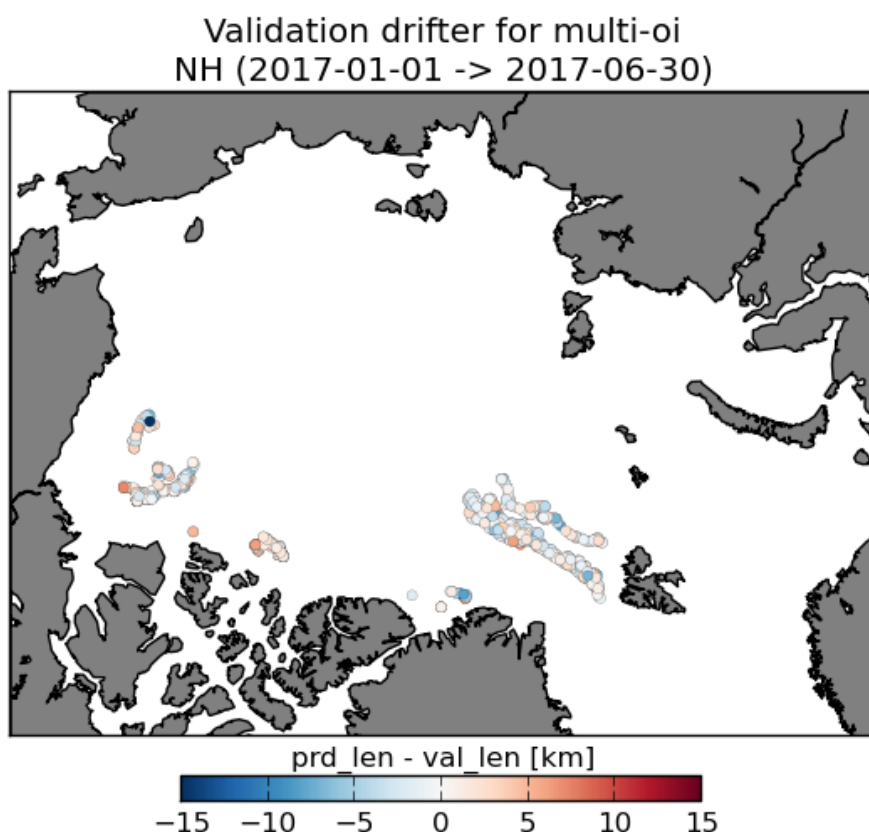 Validation drifter for multi-oi
NH (2017-01-01 -> 2017-06-30)
prd_len - val_len [km]
−15 −10 −5 0 5 10 15